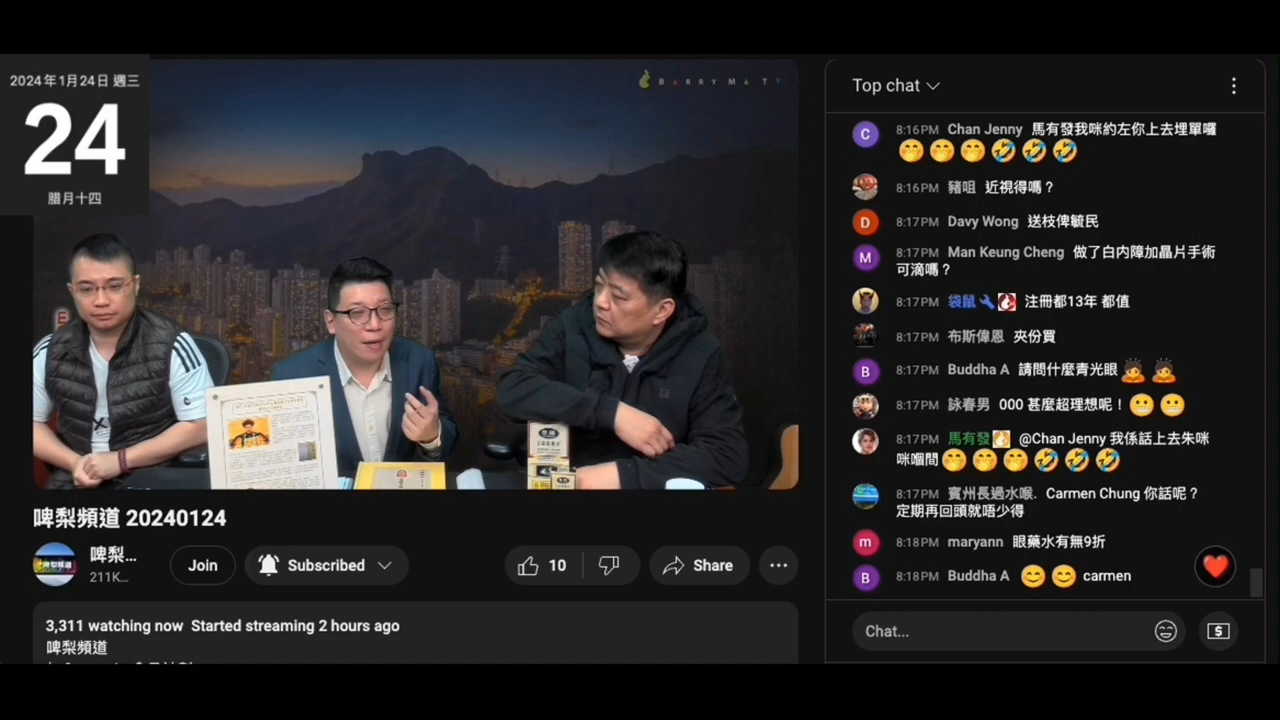 2024年1月24日 週三
24
腊月十四
BARRY MA TY
啤梨頻道 20240124
啤梨...
211K...
Join
Subscribed
10
Share
3,311 watching now Started streaming 2 hours ago
啤梨頻道
Top chat
8:16PM Chan Jenny 馬有發我咪約左你上去埋單囉
🤭🤭🤭🤣🤣🤣
8:16PM 豬咀 近視得嗎？
8:17PM Davy Wong 送枝俾毓民
8:17PM Man Keung Cheng 做了白内障加晶片手術
可滴嗎？
8:17PM 袋鼠 注冊都13年 都值
8:17PM 布斯偉恩 夾份買
8:17PM Buddha A 請問什麼青光眼🙇🙇
8:17PM 詠春男 000 甚麼超理想呢！😬😬
8:17PM 馬有發 @Chan Jenny 我係話上去朱咪
咪嗰間🤭🤭🤭🤣🤣🤣
8:17PM 賓州長過水喉. Carmen Chung 你話呢？
定期再回頭就唔少得
8:18PM maryann 眼藥水有無9折
8:18PM Buddha A 😊😊 carmen
Chat...